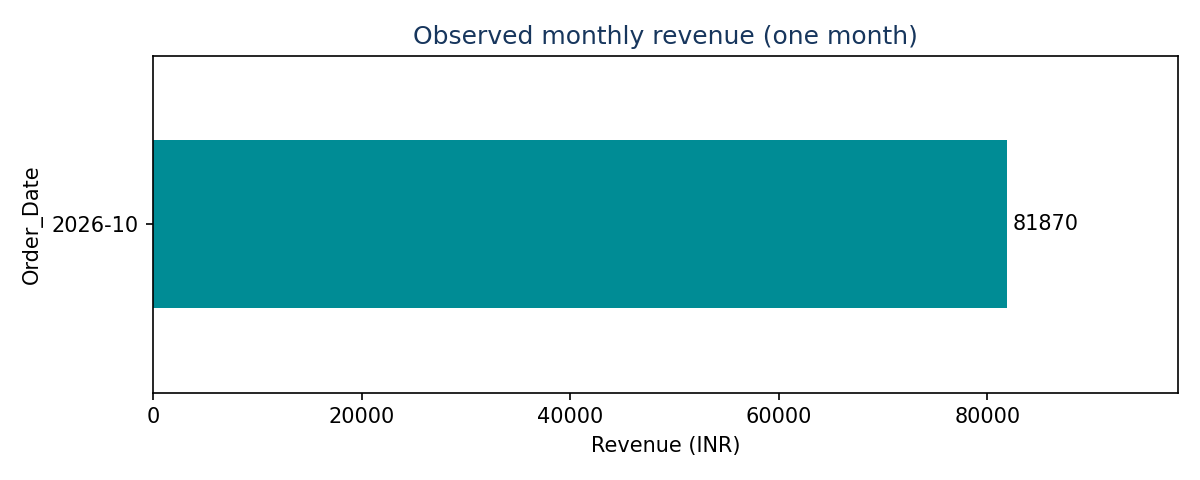 Observed monthly revenue (one month)
Order_Date
2026-10
81870
0 20000 40000 60000 80000
Revenue (INR)